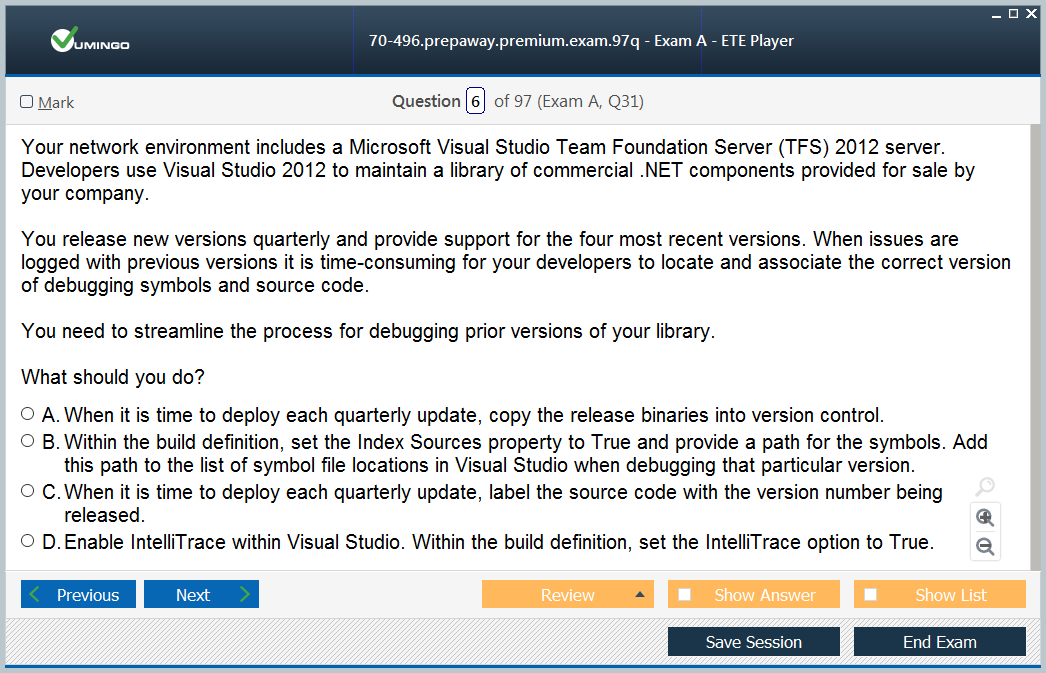 VUMINGO
70-496.prepaway.premium.exam.97q - Exam A - ETE Player
Mark
Question 6 of 97 (Exam A, Q31)
Your network environment includes a Microsoft Visual Studio Team Foundation Server (TFS) 2012 server.
Developers use Visual Studio 2012 to maintain a library of commercial .NET components provided for sale by
your company.
You release new versions quarterly and provide support for the four most recent versions. When issues are
logged with previous versions it is time-consuming for your developers to locate and associate the correct version
of debugging symbols and source code.
You need to streamline the process for debugging prior versions of your library.
What should you do?
A. When it is time to deploy each quarterly update, copy the release binaries into version control.
B. Within the build definition, set the Index Sources property to True and provide a path for the symbols. Add
this path to the list of symbol file locations in Visual Studio when debugging that particular version.
C. When it is time to deploy each quarterly update, label the source code with the version number being
released.
D. Enable IntelliTrace within Visual Studio. Within the build definition, set the IntelliTrace option to True.
Previous
Next
Review
Show Answer
Show List
Save Session
End Exam